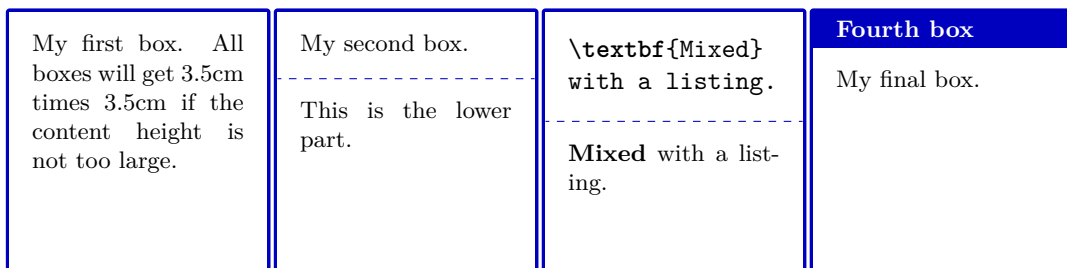 My first box. All
boxes will get 3.5cm
times 3.5cm if the
content height is
not too large.
My second box.
This is the lower
part.
\textbf{Mixed}
with a listing.
Mixed with a list-
ing.
Fourth box
My final box.